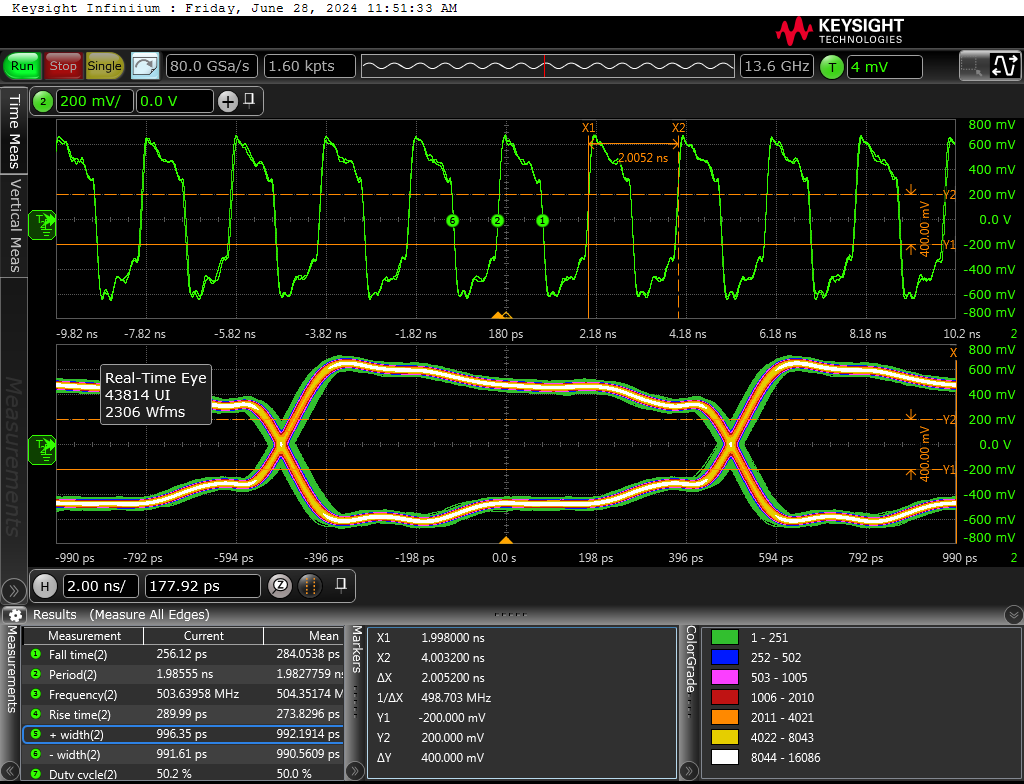 Keysight Infiniium : Friday, June 28, 2024 11:51:33 AM
KEYSIGHT
TECHNOLOGIES
Run Stop Single 80.0 GSa/s 1.60 kpts 13.6 GHz T 4 mV
2 200 mV/ 0.0 V
Time Meas
Vertical Meas
Measurements
X1 X2
2.0052 ns
Y2
400.00 mV
Y1
6 2 1
T
800 mV
600 mV
400 mV
200 mV
0.0 V
-200 mV
-400 mV
-600 mV
-800 mV
-9.82 ns -7.82 ns -5.82 ns -3.82 ns -1.82 ns 180 ps 2.18 ns 4.18 ns 6.18 ns 8.18 ns 10.2 ns 2
Real-Time Eye
43814 UI
2306 Wfms
X
Y2
400.00 mV
Y1
T
800 mV
600 mV
400 mV
200 mV
0.0 V
-200 mV
-400 mV
-600 mV
-800 mV
-990 ps -792 ps -594 ps -396 ps -198 ps 0.0 s 198 ps 396 ps 594 ps 792 ps 990 ps 2
H 2.00 ns/ 177.92 ps
Results (Measure All Edges)
Measurements
Measurement Current Mean
1 Fall time(2) 256.12 ps 284.0538 ps
2 Period(2) 1.98555 ns 1.9827759 ns
3 Frequency(2) 503.63958 MHz 504.35174 M
4 Rise time(2) 289.99 ps 273.8296 ps
5 + width(2) 996.35 ps 992.1914 ps
6 - width(2) 991.61 ps 990.5609 ps
7 Duty cycle(2) 50.2 % 50.0 %
Markers
X1 1.998000 ns
X2 4.003200 ns
ΔX 2.005200 ns
1/ΔX 498.703 MHz
Y1 -200.000 mV
Y2 200.000 mV
ΔY 400.000 mV
ColorGrade
1 - 251
252 - 502
503 - 1005
1006 - 2010
2011 - 4021
4022 - 8043
8044 - 16086